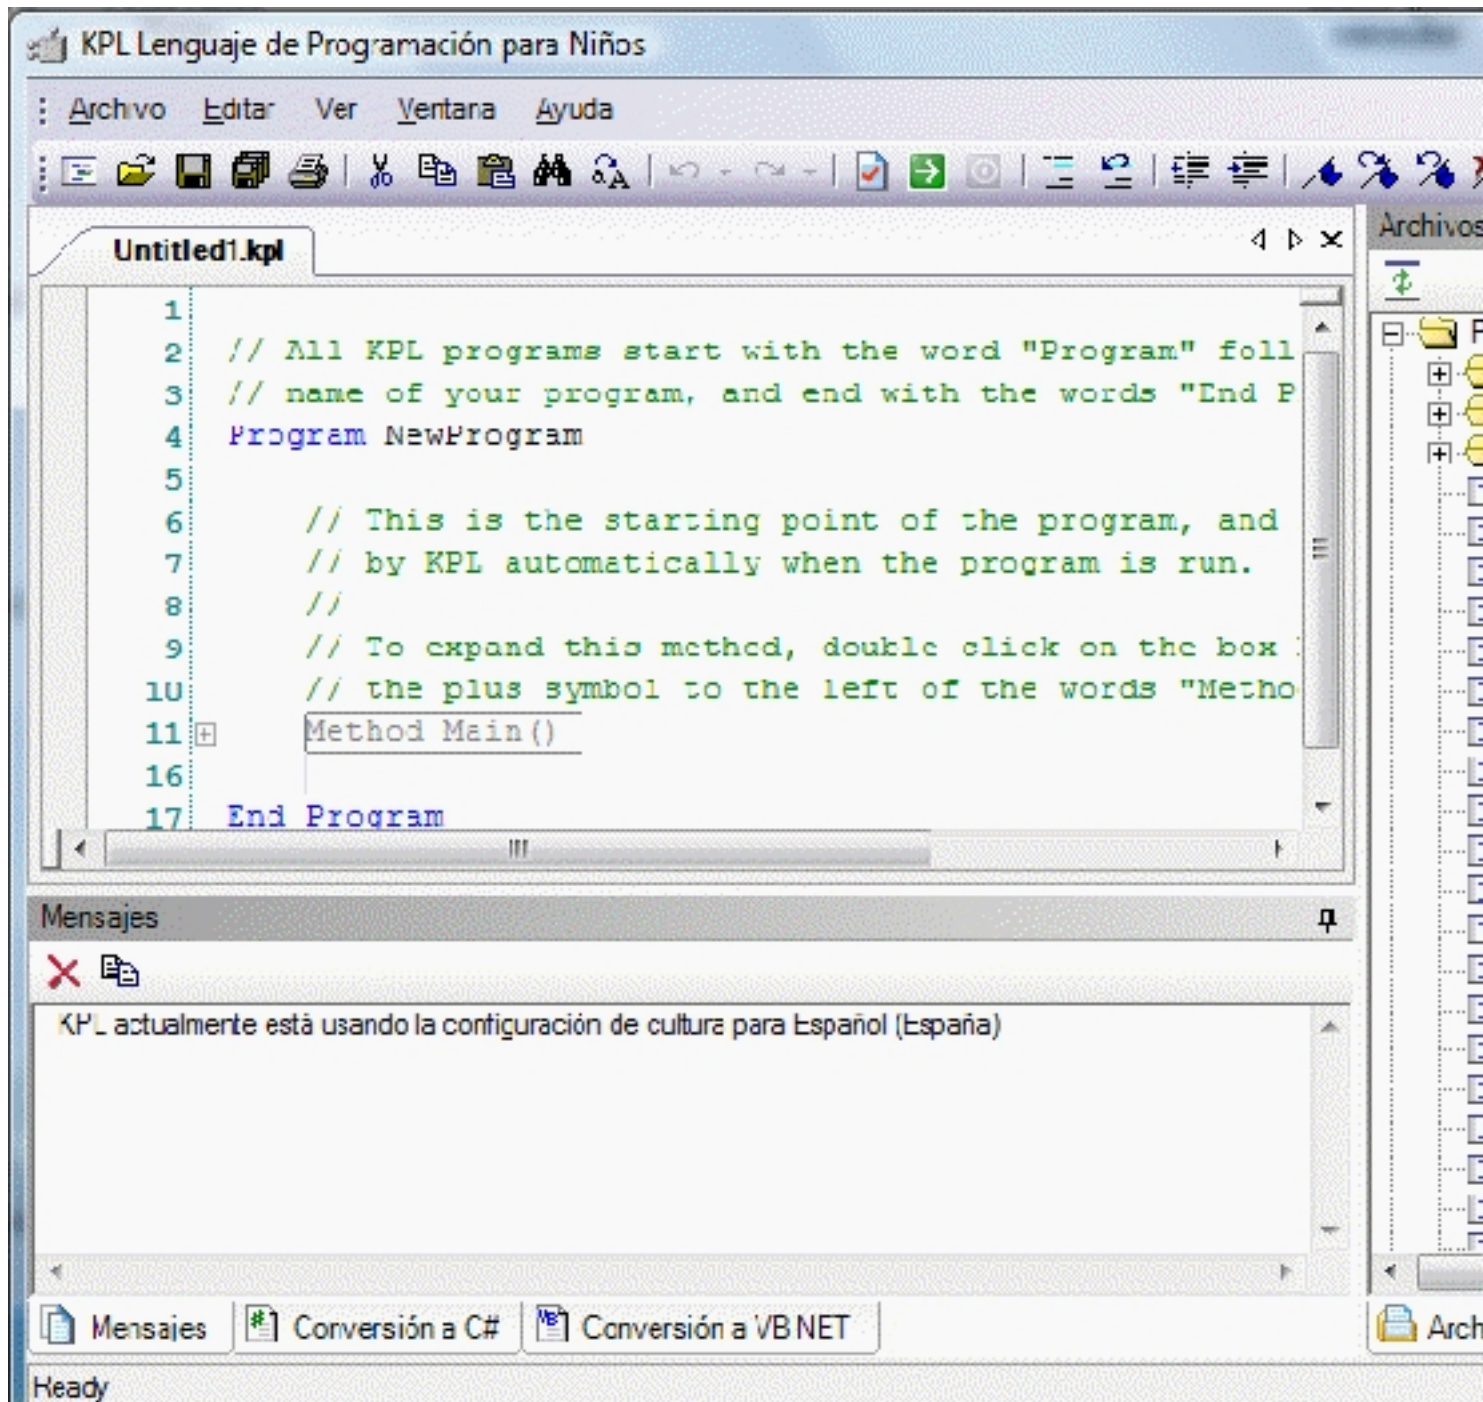 KPL Lenguaje de Programación para Niños
Archivo Editar Ver Ventana Ayuda
Untitled1.kpl
Archivos
1
2 // All KPL programs start with the word "Program" foll
3 // name of your program, and end with the words "End P
4 Program NewProgram
5
6 // This is the starting point of the program, and
7 // by KPL automatically when the program is run.
8 //
9 // To expand this method, double click on the box
10 // the plus symbol to the left of the words "Metho
11 Method Main()
16
17 End Program
Mensajes
KPL actualmente está usando la configuración de cultura para Español (España)
Mensajes Conversión a C# Conversión a VB NET Arch
Ready